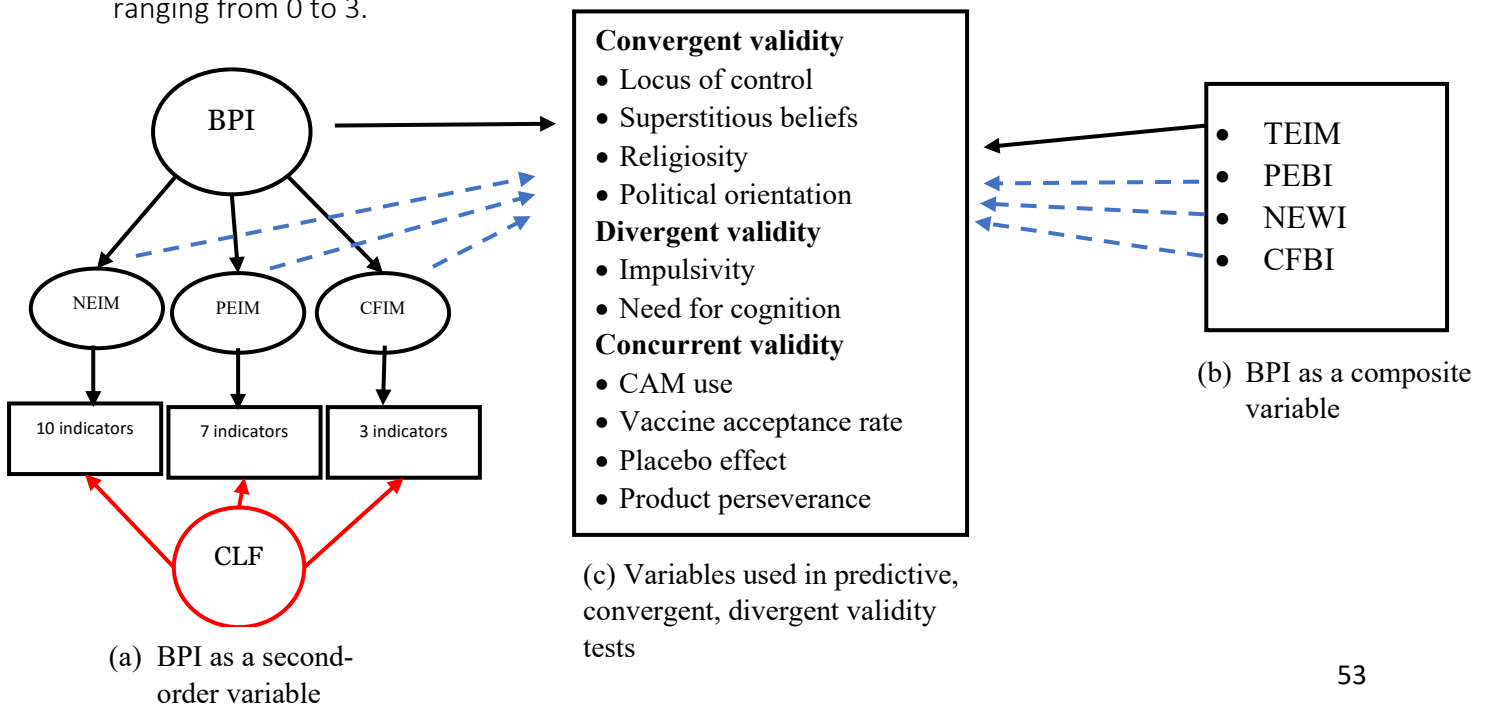 ranging from 0 to 3.
BPI
NEIM
PEIM
CFIM
10 indicators
7 indicators
3 indicators
CLF
(a) BPI as a second-
order variable
Convergent validity
• Locus of control
• Superstitious beliefs
• Religiosity
• Political orientation
Divergent validity
• Impulsivity
• Need for cognition
Concurrent validity
• CAM use
• Vaccine acceptance rate
• Placebo effect
• Product perseverance
(c) Variables used in predictive,
convergent, divergent validity
tests
• TEIM
• PEBI
• NEWI
• CFBI
(b) BPI as a composite
variable
53